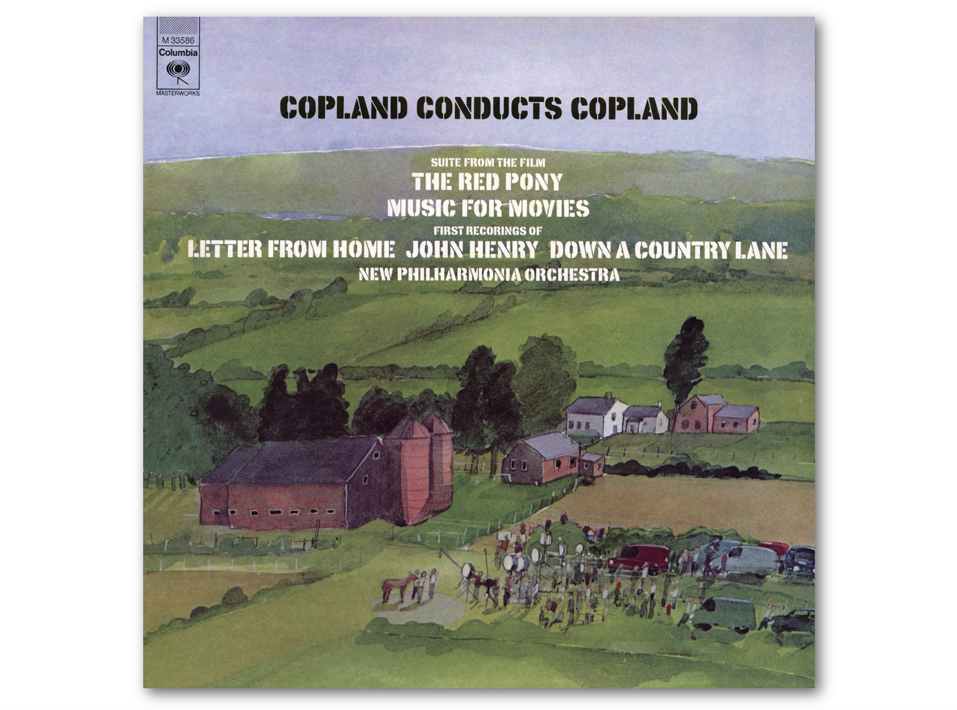 M 33586
Columbia
MASTERWORKS
COPLAND CONDUCTS COPLAND
SUITE FROM THE FILM
THE RED PONY
MUSIC FOR MOVIES
FIRST RECORINGS OF
LETTER FROM HOME JOHN HENRY DOWN A COUNTRY LANE
NEW PHILHARMONIA ORCHESTRA